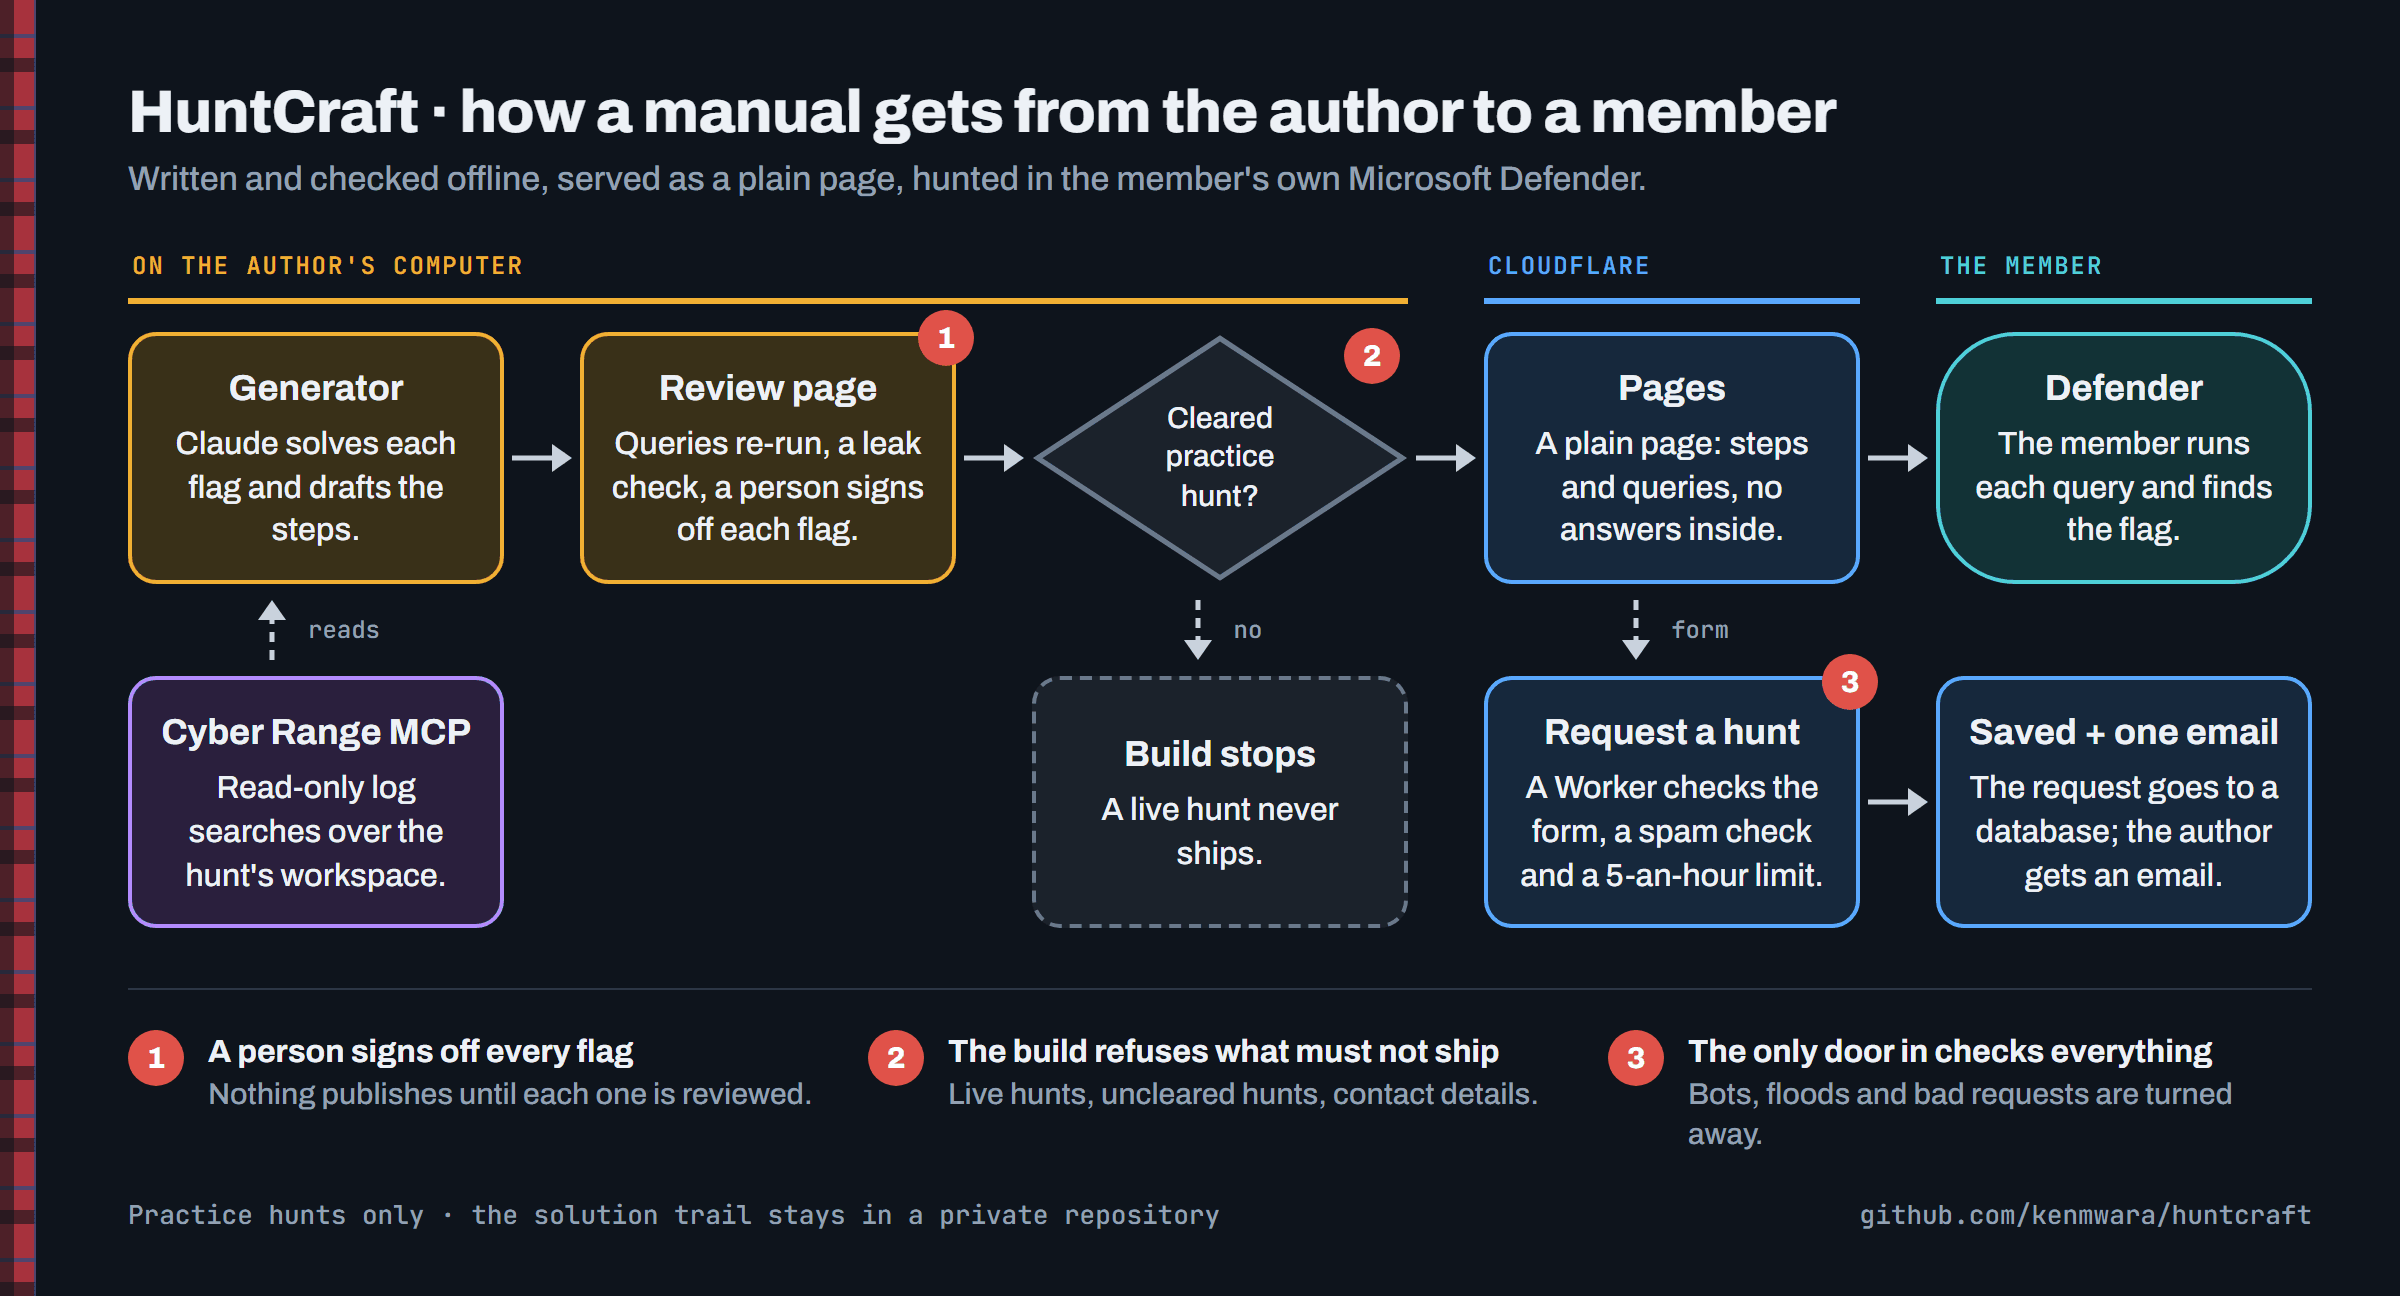 HuntCraft · how a manual gets from the author to a member
Written and checked offline, served as a plain page, hunted in the member's own Microsoft Defender.
ON THE AUTHOR'S COMPUTER
CLOUDFLARE
THE MEMBER
Generator
Claude solves each
flag and drafts the
steps.
1
Review page
Queries re-run, a leak
check, a person signs
off each flag.
2
Cleared
practice
hunt?
Pages
A plain page: steps
and queries, no
answers inside.
Defender
The member runs
each query and finds
the flag.
reads
no
form
Cyber Range MCP
Read-only log
searches over the
hunt's workspace.
Build stops
A live hunt never
ships.
3
Request a hunt
A Worker checks the
form, a spam check
and a 5-an-hour limit.
Saved + one email
The request goes to a
database; the author
gets an email.
1
A person signs off every flag
Nothing publishes until each one is reviewed.
2
The build refuses what must not ship
Live hunts, uncleared hunts, contact details.
3
The only door in checks everything
Bots, floods and bad requests are turned
away.
Practice hunts only · the solution trail stays in a private repository
github.com/kenmwara/huntcraft